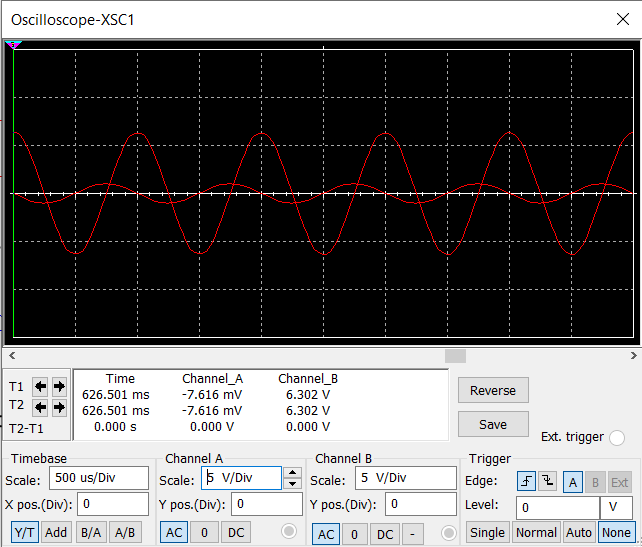 Oscilloscope-XSC1
T1
T2
T2-T1
Time Channel_A Channel_B
626.501 ms -7.616 mV 6.302 V
626.501 ms -7.616 mV 6.302 V
0.000 s 0.000 V 0.000 V
Reverse
Save
Ext. trigger
Timebase
Scale: 500 us/Div
X pos.(Div): 0
Y/T Add B/A A/B
Channel A
Scale: 5 V/Div
Y pos.(Div): 0
AC 0 DC
Channel B
Scale: 5 V/Div
Y pos.(Div): 0
AC 0 DC -
Trigger
Edge: A B Ext
Level: 0 V
Single Normal Auto None